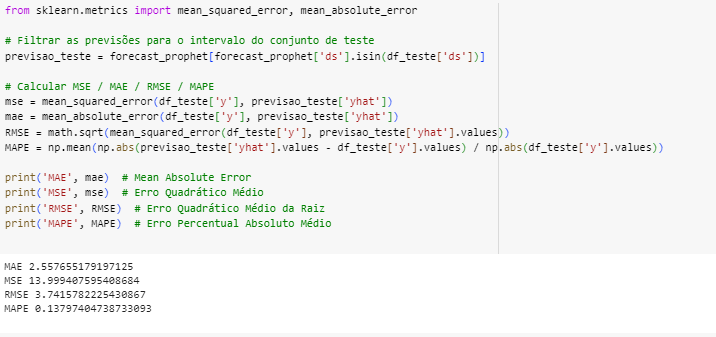 from sklearn.metrics import mean_squared_error, mean_absolute_error
# Filtrar as previsões para o intervalo do conjunto de teste
previsao_teste = forecast_prophet[forecast_prophet['ds'].isin(df_teste['ds'])]
# Calcular MSE / MAE / RMSE / MAPE
mse = mean_squared_error(df_teste['y'], previsao_teste['yhat'])
mae = mean_absolute_error(df_teste['y'], previsao_teste['yhat'])
RMSE = math.sqrt(mean_squared_error(df_teste['y'], previsao_teste['yhat'].values))
MAPE = np.mean(np.abs(previsao_teste['yhat'].values - df_teste['y'].values) / np.abs(df_teste['y'].values))
print('MAE', mae)  # Mean Absolute Error
print('MSE', mse)  # Erro Quadrático Médio
print('RMSE', RMSE)  # Erro Quadrático Médio da Raiz
print('MAPE', MAPE)  # Erro Percentual Absoluto Médio
MAE 2.557655179197125
MSE 13.999407595408684
RMSE 3.7415782225430867
MAPE 0.13797404738733093